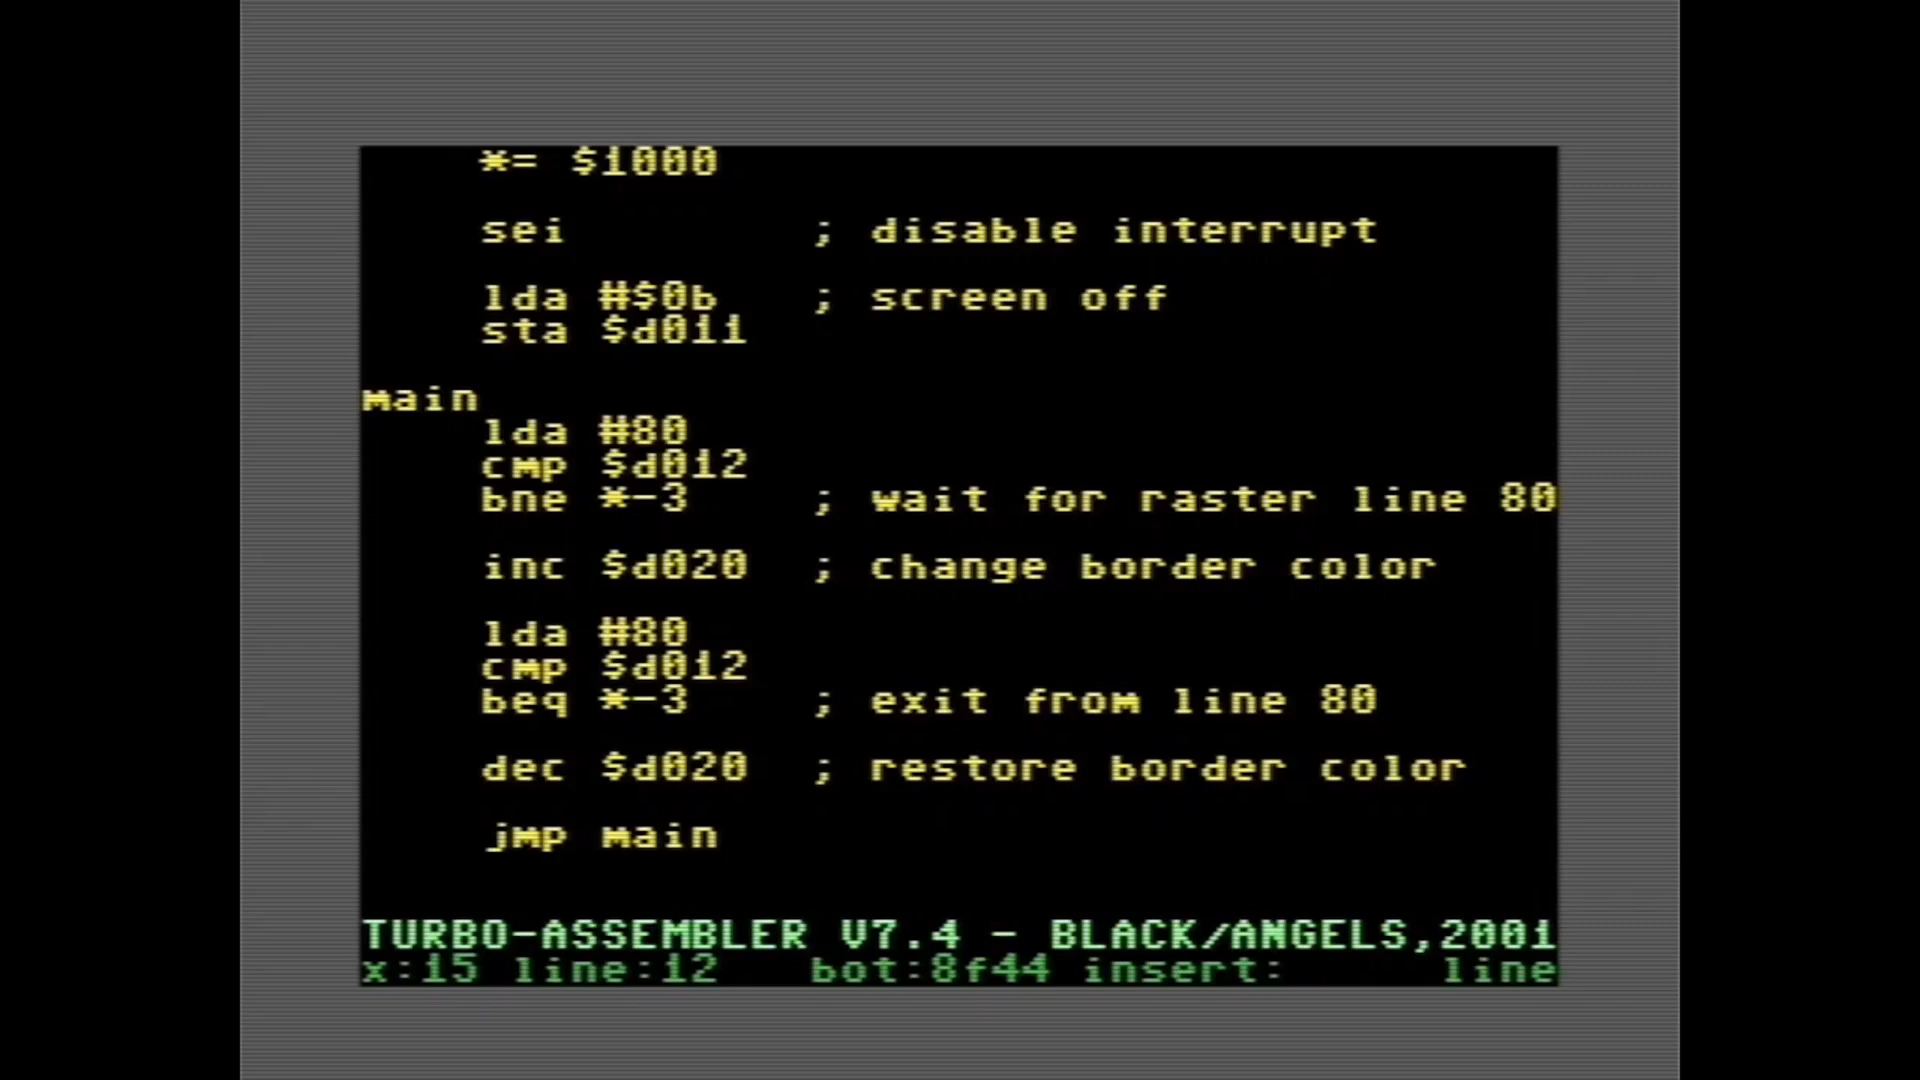 *= $1000
sei ; disable interrupt
lda #$0b ; screen off
sta $d011
main
lda #80
cmp $d012
bne *-3 ; wait for raster line 80
inc $d020 ; change border color
lda #80
cmp $d012
beq *-3 ; exit from line 80
dec $d020 ; restore border color
jmp main
TURBO-ASSEMBLER V7.4 - BLACK/ANGELS,2001
x:15 line:12 bot:8f44 insert: line